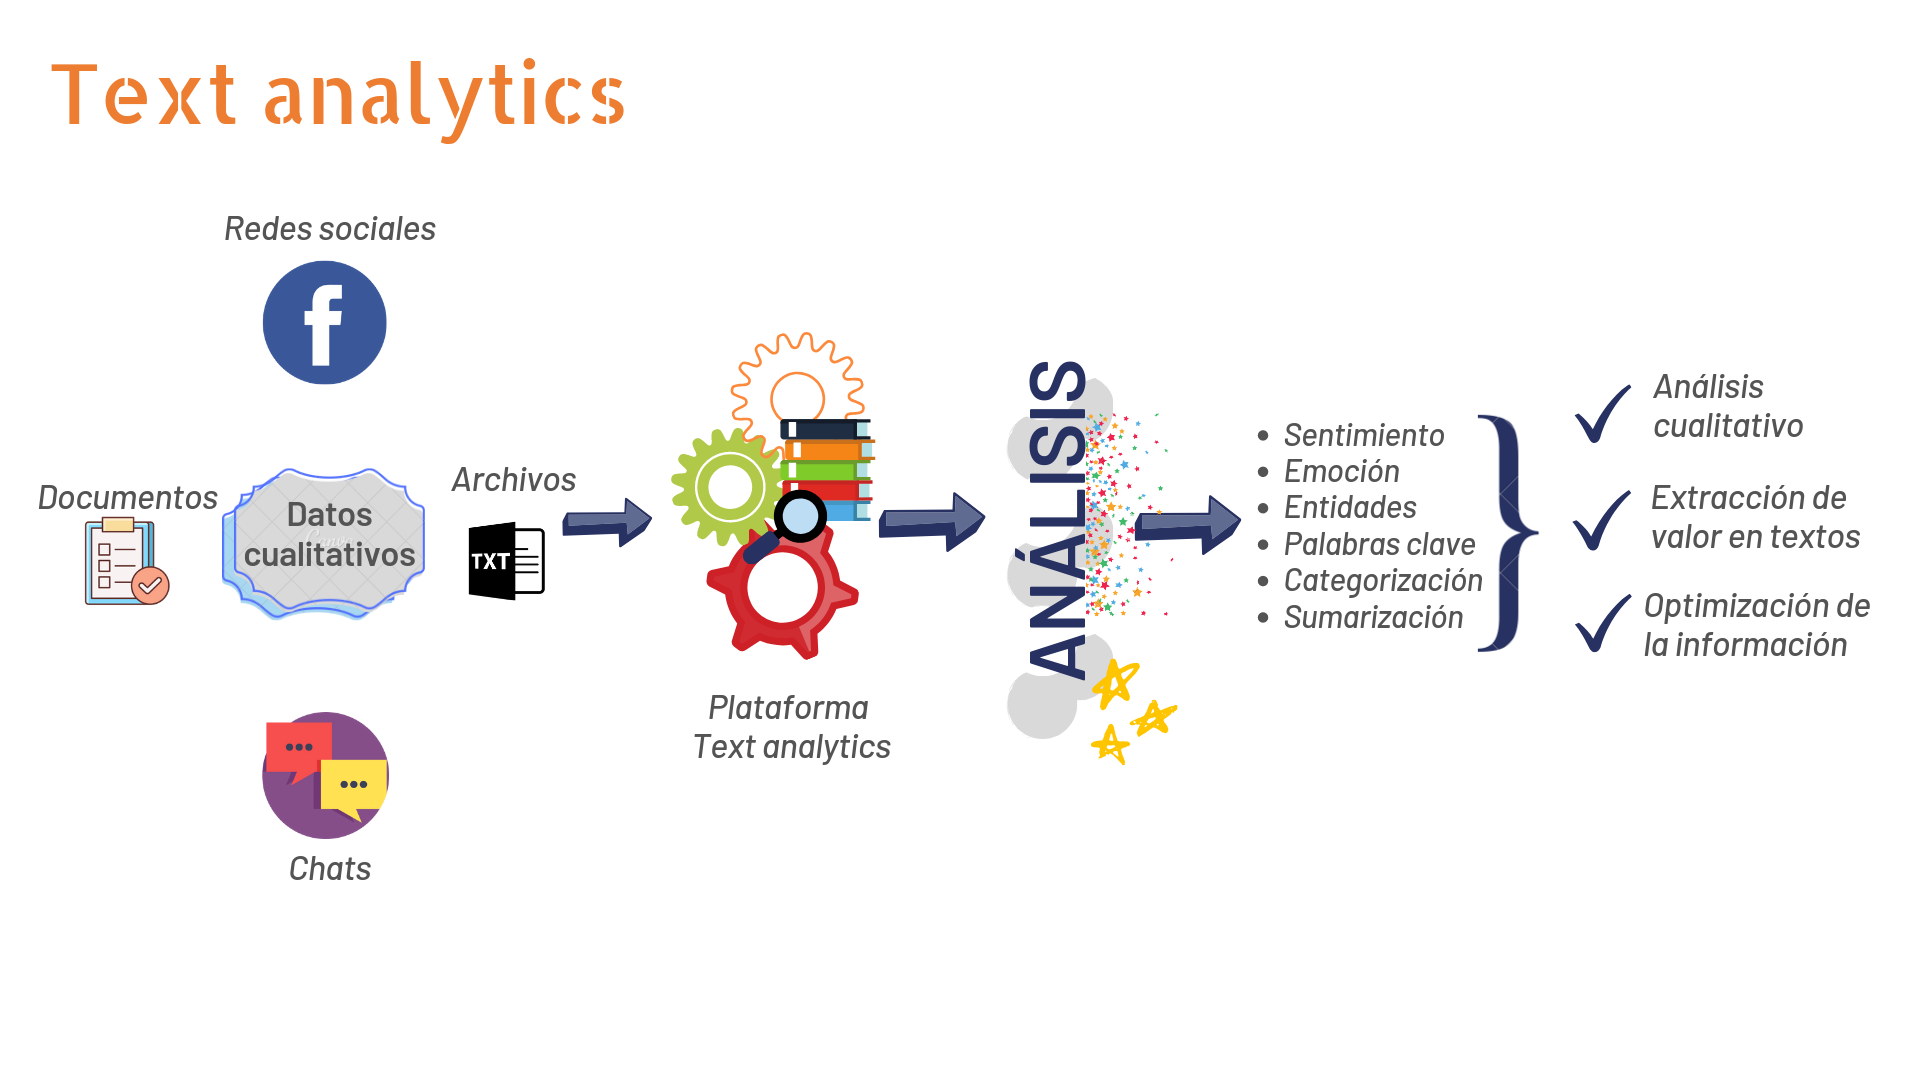 Text analytics
Redes sociales
f
Documentos
Datos
cualitativos
Archivos
TXT
Chats
Plataforma
Text analytics
ANÁLISIS
• Sentimiento
• Emoción
• Entidades
• Palabras clave
• Categorización
• Sumarización
Análisis
cualitativo
Extracción de
valor en textos
Optimización de
la información